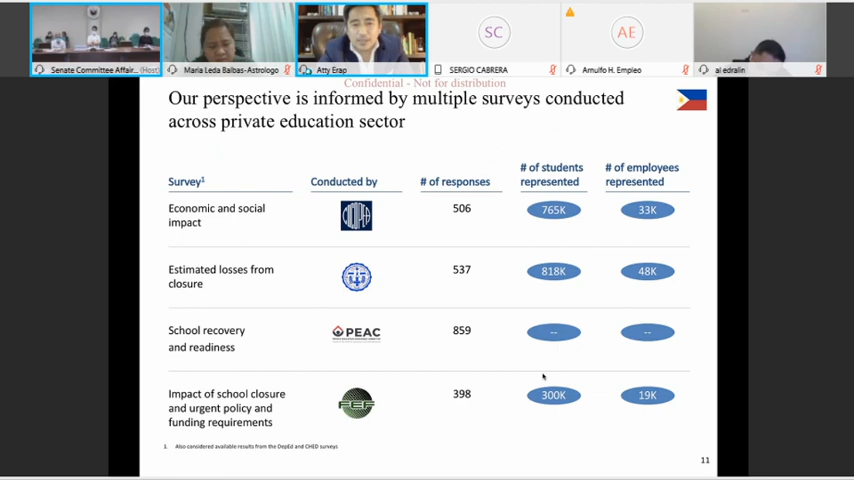 SC
AE
Senate Committee Affair... (Host)
Maria Leda Balbas-Astrologo
Atty Erap
SERGIO CABRERA
Arnulfo H. Empleo
al edralin
Confidential - Not for distribution
Our perspective is informed by multiple surveys conducted
across private education sector
Survey1
Conducted by
# of responses
# of students
represented
# of employees
represented
Economic and social
impact
COCOPEA
506
765K
33K
Estimated losses from
closure
537
818K
48K
School recovery
and readiness
PEAC
859
--
--
Impact of school closure
and urgent policy and
funding requirements
PEF
398
300K
19K
1. Also considered available results from the DepEd and CHED surveys
11